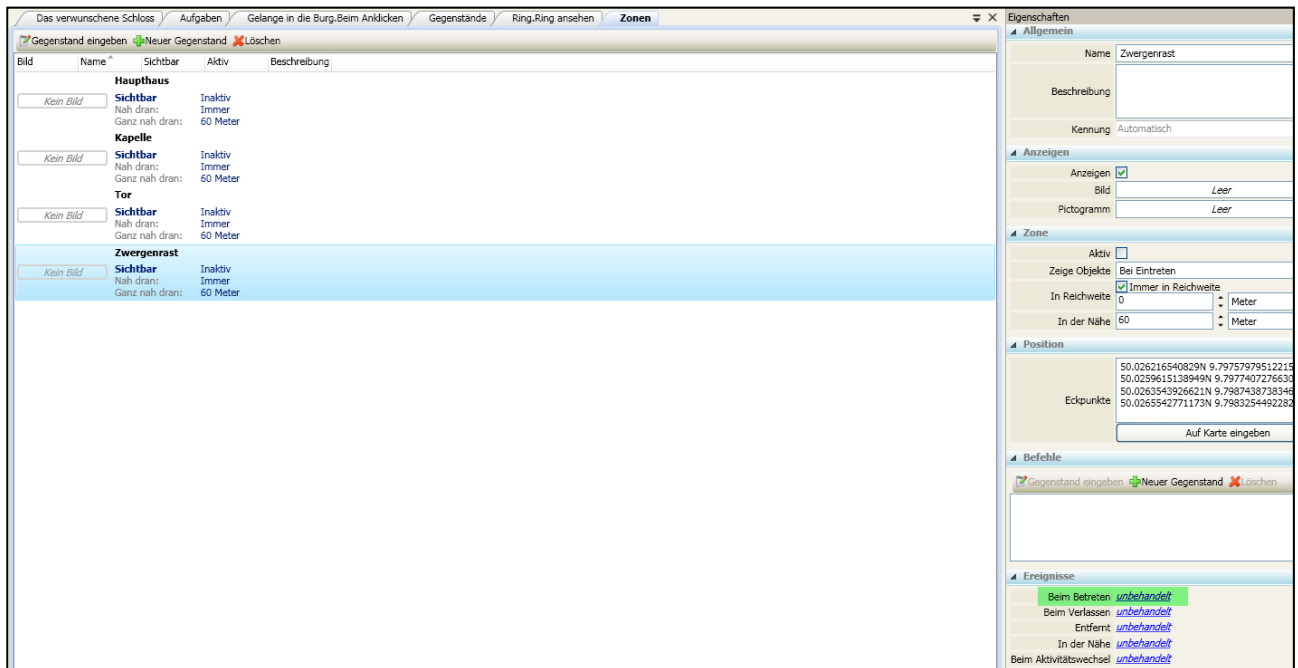 Das verwunschene Schloss Aufgaben Gelange in die Burg.Beim Anklicken Gegenstände Ring.Ring ansehen Zonen
Gegenstand eingeben Neuer Gegenstand Löschen
Bild Name Sichtbar Aktiv Beschreibung
Haupthaus
Kein Bild Sichtbar Inaktiv
Nah dran: Immer
Ganz nah dran: 60 Meter
Kapelle
Kein Bild Sichtbar Inaktiv
Nah dran: Immer
Ganz nah dran: 60 Meter
Tor
Kein Bild Sichtbar Inaktiv
Nah dran: Immer
Ganz nah dran: 60 Meter
Zwergenrast
Kein Bild Sichtbar Inaktiv
Nah dran: Immer
Ganz nah dran: 60 Meter
Eigenschaften
Allgemein
Name Zwergenrast
Beschreibung
Kennung Automatisch
Anzeigen
Anzeigen
Bild Leer
Pictogramm Leer
Zone
Aktiv
Zeige Objekte Bei Eintreten
Immer in Reichweite
In Reichweite 0 Meter
In der Nähe 60 Meter
Position
50.026216540829N 9.79757979512215
50.0259615138949N 9.7977407276630
50.0263543926621N 9.7987438738346
Eckpunkte 50.0265542771173N 9.7983254492282
Auf Karte eingeben
Befehle
Gegenstand eingeben Neuer Gegenstand Löschen
Ereignisse
Beim Betreten unbehandelt
Beim Verlassen unbehandelt
Entfernt unbehandelt
In der Nähe unbehandelt
Beim Aktivitätswechsel unbehandelt